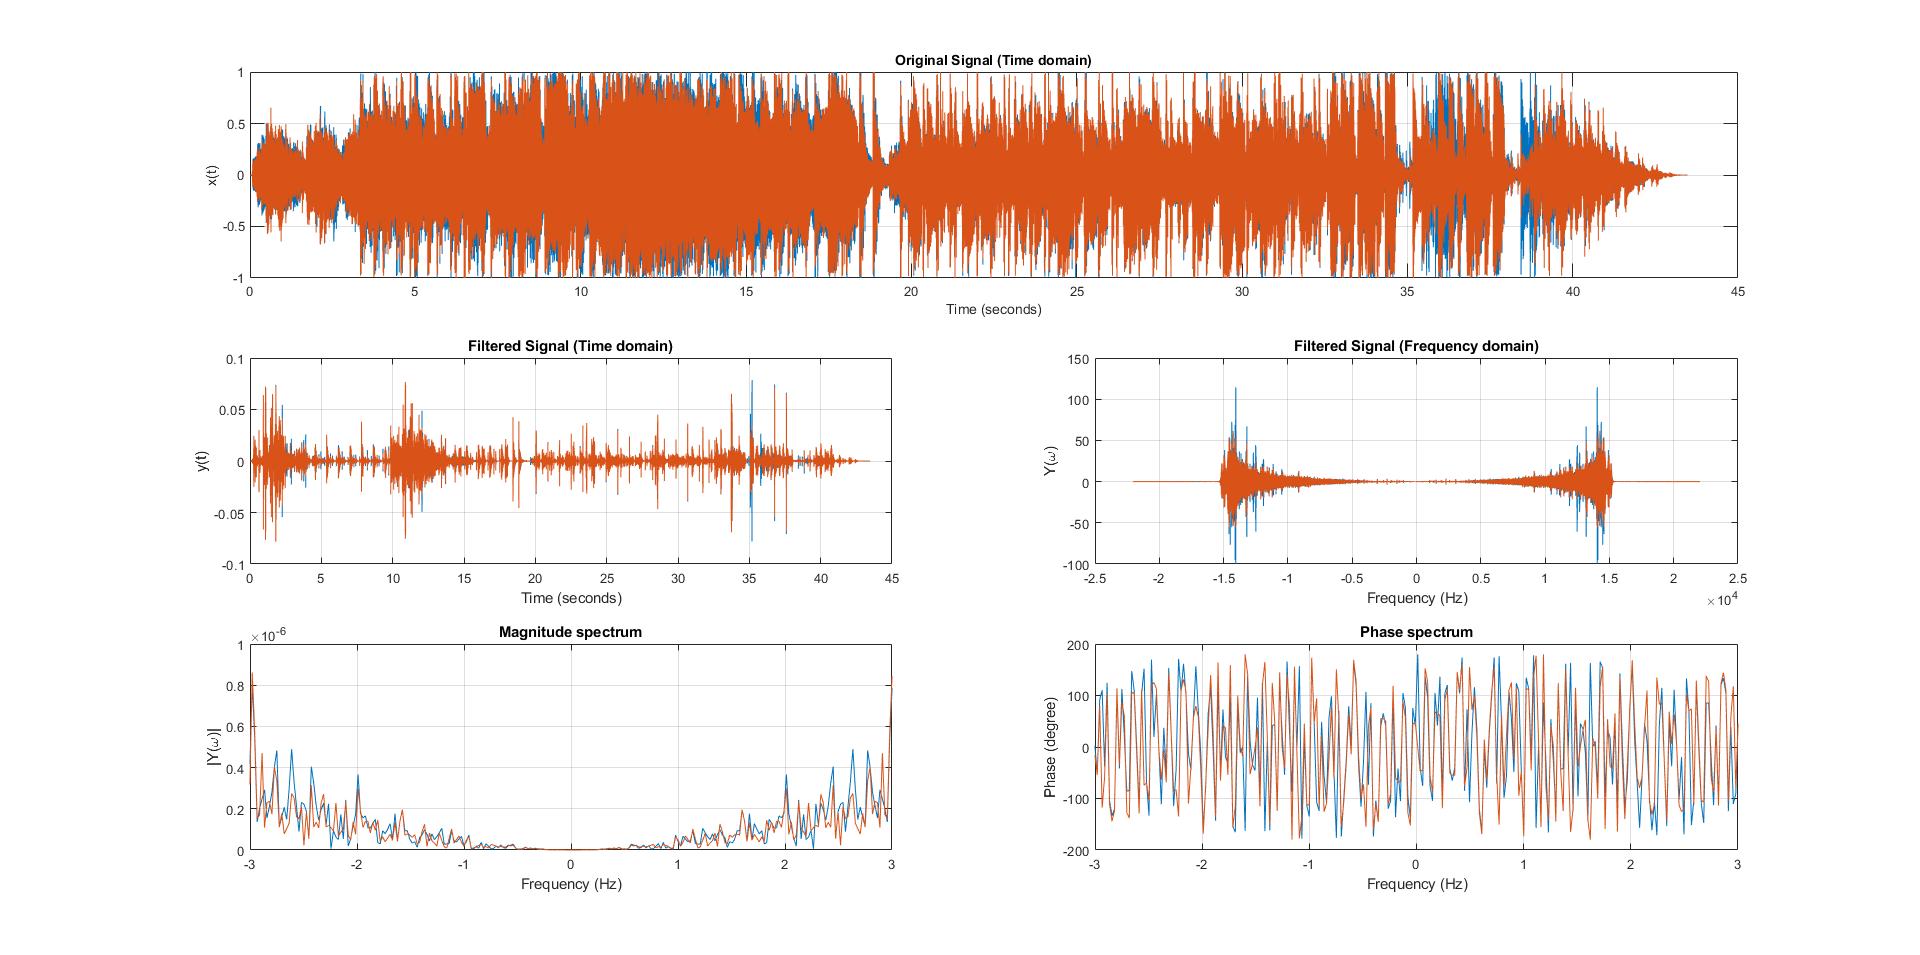 Original Signal (Time domain)
1
0.5
0
-0.5
-1
x(t)
0 5 10 15 20 25 30 35 40 45
Time (seconds)
Filtered Signal (Time domain)
0.1
0.05
0
-0.05
-0.1
y(t)
0 5 10 15 20 25 30 35 40 45
Time (seconds)
Filtered Signal (Frequency domain)
150
100
50
0
-50
-100
Y(ω)
-2.5 -2 -1.5 -1 -0.5 0 0.5 1 1.5 2 2.5
Frequency (Hz)
×10^4
Magnitude spectrum
×10^-6
1
0.8
0.6
0.4
0.2
0
|Y(ω)|
-3 -2 -1 0 1 2 3
Frequency (Hz)
Phase spectrum
200
100
0
-100
-200
Phase (degree)
-3 -2 -1 0 1 2 3
Frequency (Hz)